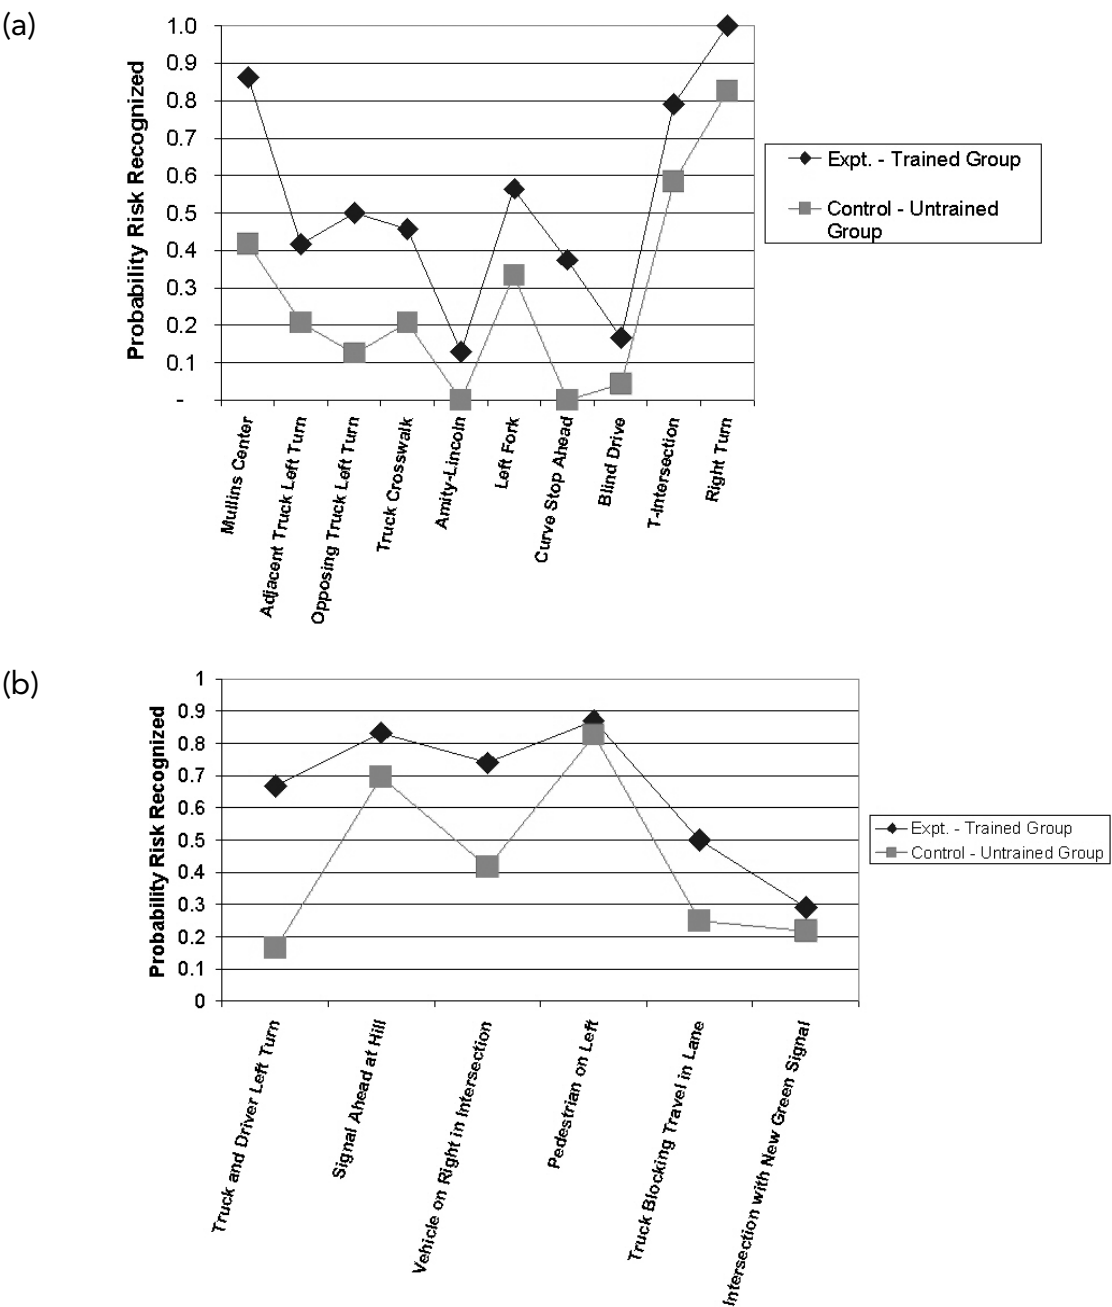 (a)
Probability Risk Recognized
1.0
0.9
0.8
0.7
0.6
0.5
0.4
0.3
0.2
0.1
-
Mullins Center
Adjacent Truck Left Turn
Opposing Truck Left Turn
Truck Crosswalk
Amity-Lincoln
Left Fork
Curve Stop Ahead
Blind Drive
T-Intersection
Right Turn
Expt. - Trained Group
Control - Untrained
Group
(b)
Probability Risk Recognized
1
0.9
0.8
0.7
0.6
0.5
0.4
0.3
0.2
0.1
0
Truck and Driver Left Turn
Signal Ahead at Hill
Vehicle on Right in Intersection
Pedestrian on Left
Truck Blocking Travel in Lane
Intersection with New Green Signal
Expt. - Trained Group
Control - Untrained Group